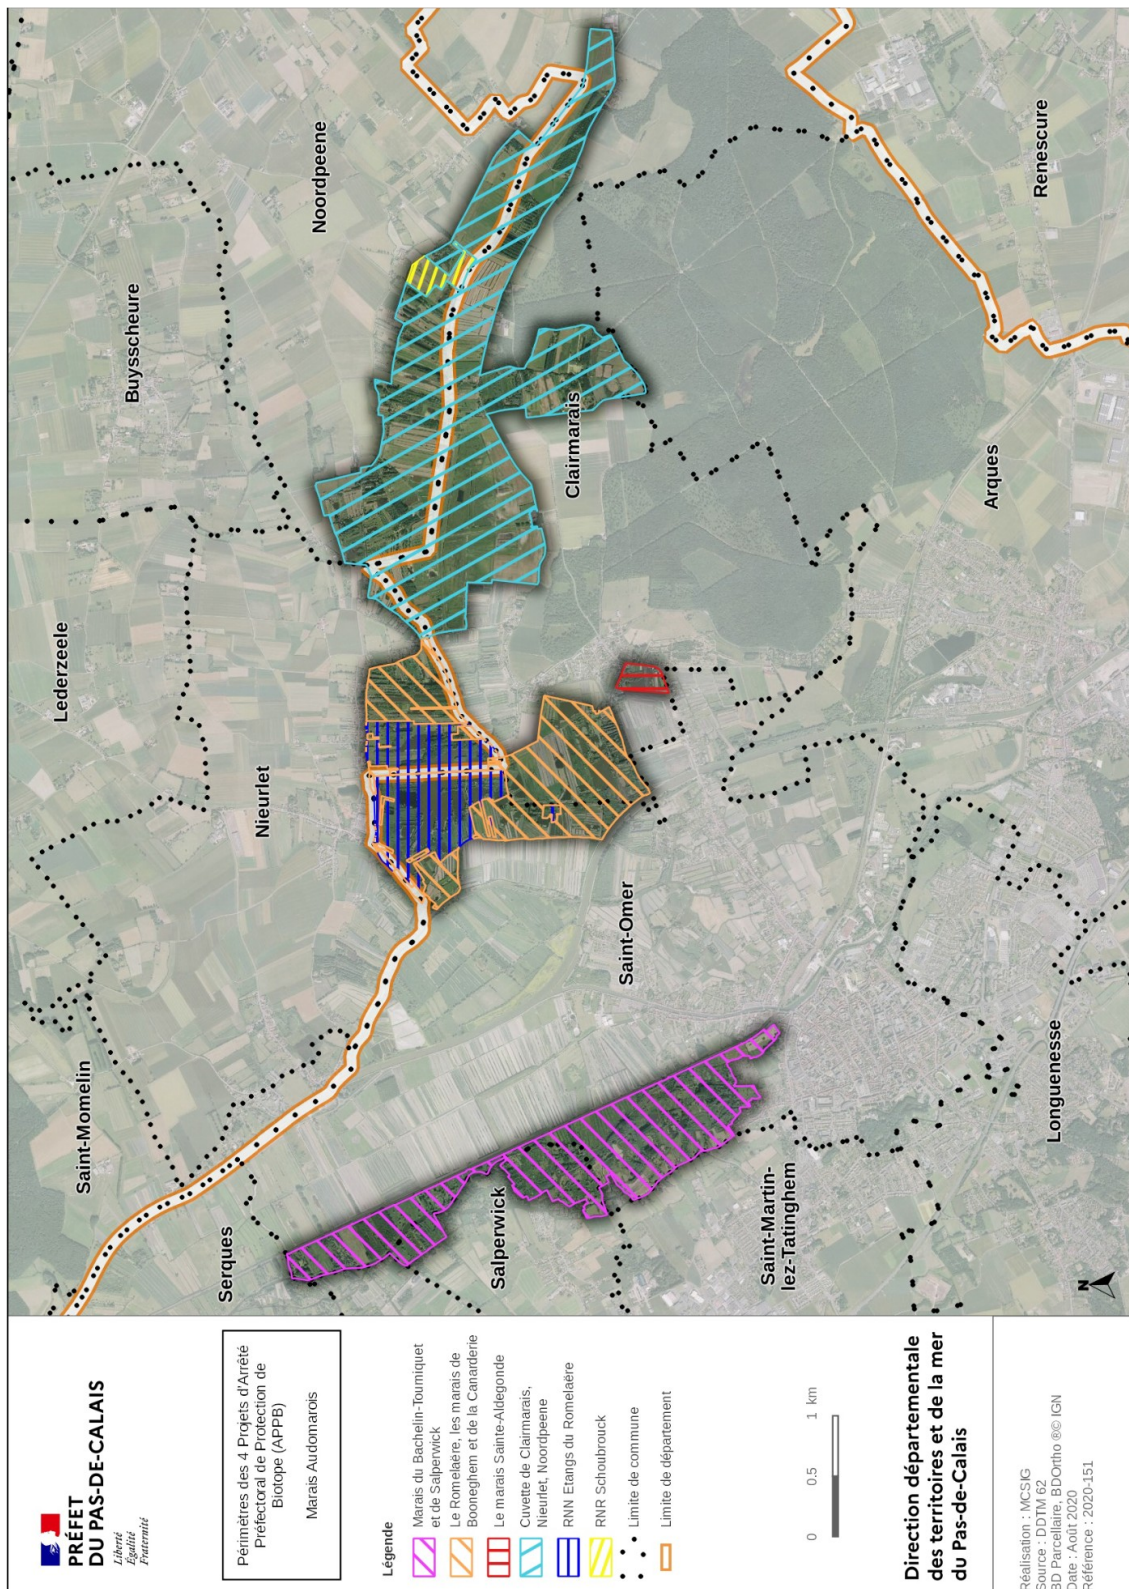 PRÉFET
DU PAS-DE-CALAIS
Liberté
Égalité
Fraternité
Périmètres des 4 Projets d'Arrêté
Préfectoral de Protection de
Biotope (APPB)
Marais Audomarois
Légende
Marais du Bachelin-Tourniquet
et de Salperwick
Le Romelaëre, les marais de
Booneghem et de la Canarderie
Le marais Sainte-Aldegonde
Cuvette de Clairmarais,
Nieurlet, Noordpeene
RNN Etangs du Romelaëre
RNR Schoubrouck
Limite de commune
Limite de département
0 0.5 1 km
Direction départementale
des territoires et de la mer
du Pas-de-Calais
Réalisation : MCSIG
Source : DDTM 62
BD Parcellaire, BDOrtho ®© IGN
Date : Août 2020
Référence : 2020-151
Saint-Momelin
Lederzeele
Buysscheure
Noordpeene
Nieurlet
Serques
Salperwick
Saint-Omer
Clairmarais
Saint-Martin-
lez-Tatinghem
Longuenesse
Arques
Renescure
N